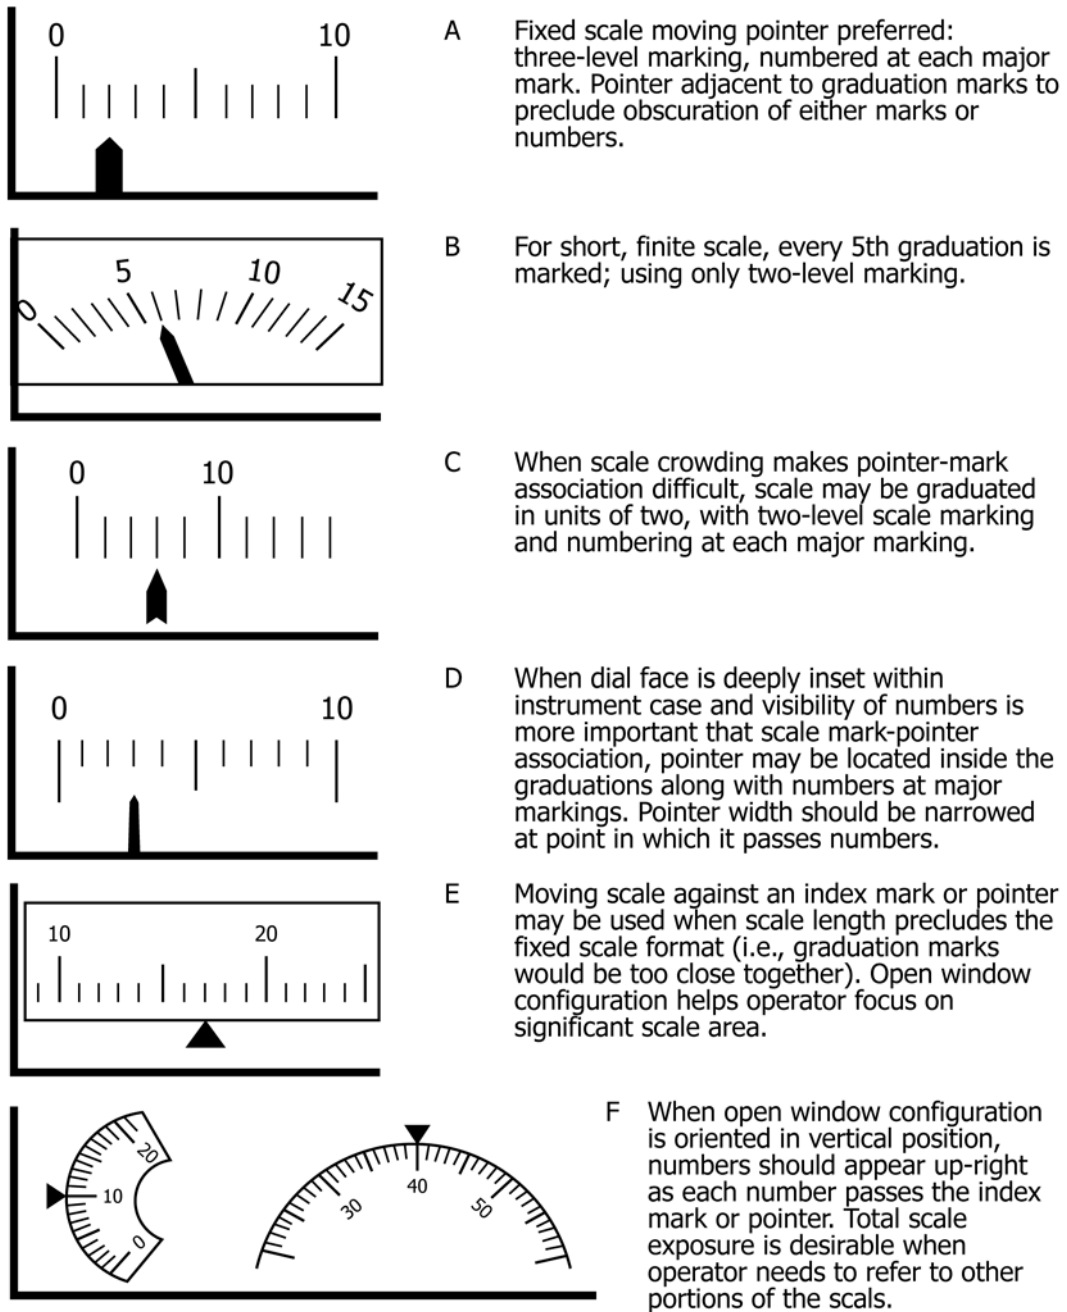 0 10
A Fixed scale moving pointer preferred:
three-level marking, numbered at each major
mark. Pointer adjacent to graduation marks to
preclude obscuration of either marks or
numbers.
0 5 10 15
B For short, finite scale, every 5th graduation is
marked; using only two-level marking.
0 10
C When scale crowding makes pointer-mark
association difficult, scale may be graduated
in units of two, with two-level scale marking
and numbering at each major marking.
0 10
D When dial face is deeply inset within
instrument case and visibility of numbers is
more important that scale mark-pointer
association, pointer may be located inside the
graduations along with numbers at major
markings. Pointer width should be narrowed
at point in which it passes numbers.
10 20
E Moving scale against an index mark or pointer
may be used when scale length precludes the
fixed scale format (i.e., graduation marks
would be too close together). Open window
configuration helps operator focus on
significant scale area.
20
10
0
30 40 50
F When open window configuration
is oriented in vertical position,
numbers should appear up-right
as each number passes the index
mark or pointer. Total scale
exposure is desirable when
operator needs to refer to other
portions of the scals.